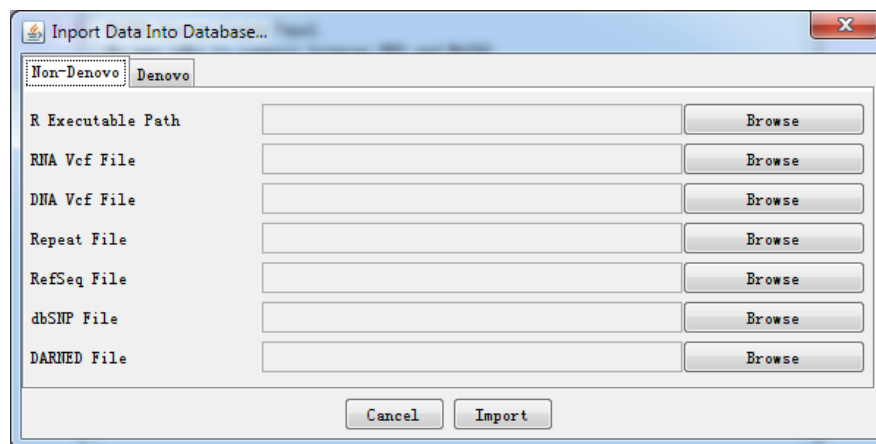 Inport Data Into Database...
Non-Denovo Denovo
R Executable Path Browse
RNA Vcf File Browse
DNA Vcf File Browse
Repeat File Browse
RefSeq File Browse
dbSNP File Browse
DARNED File Browse
Cancel Import